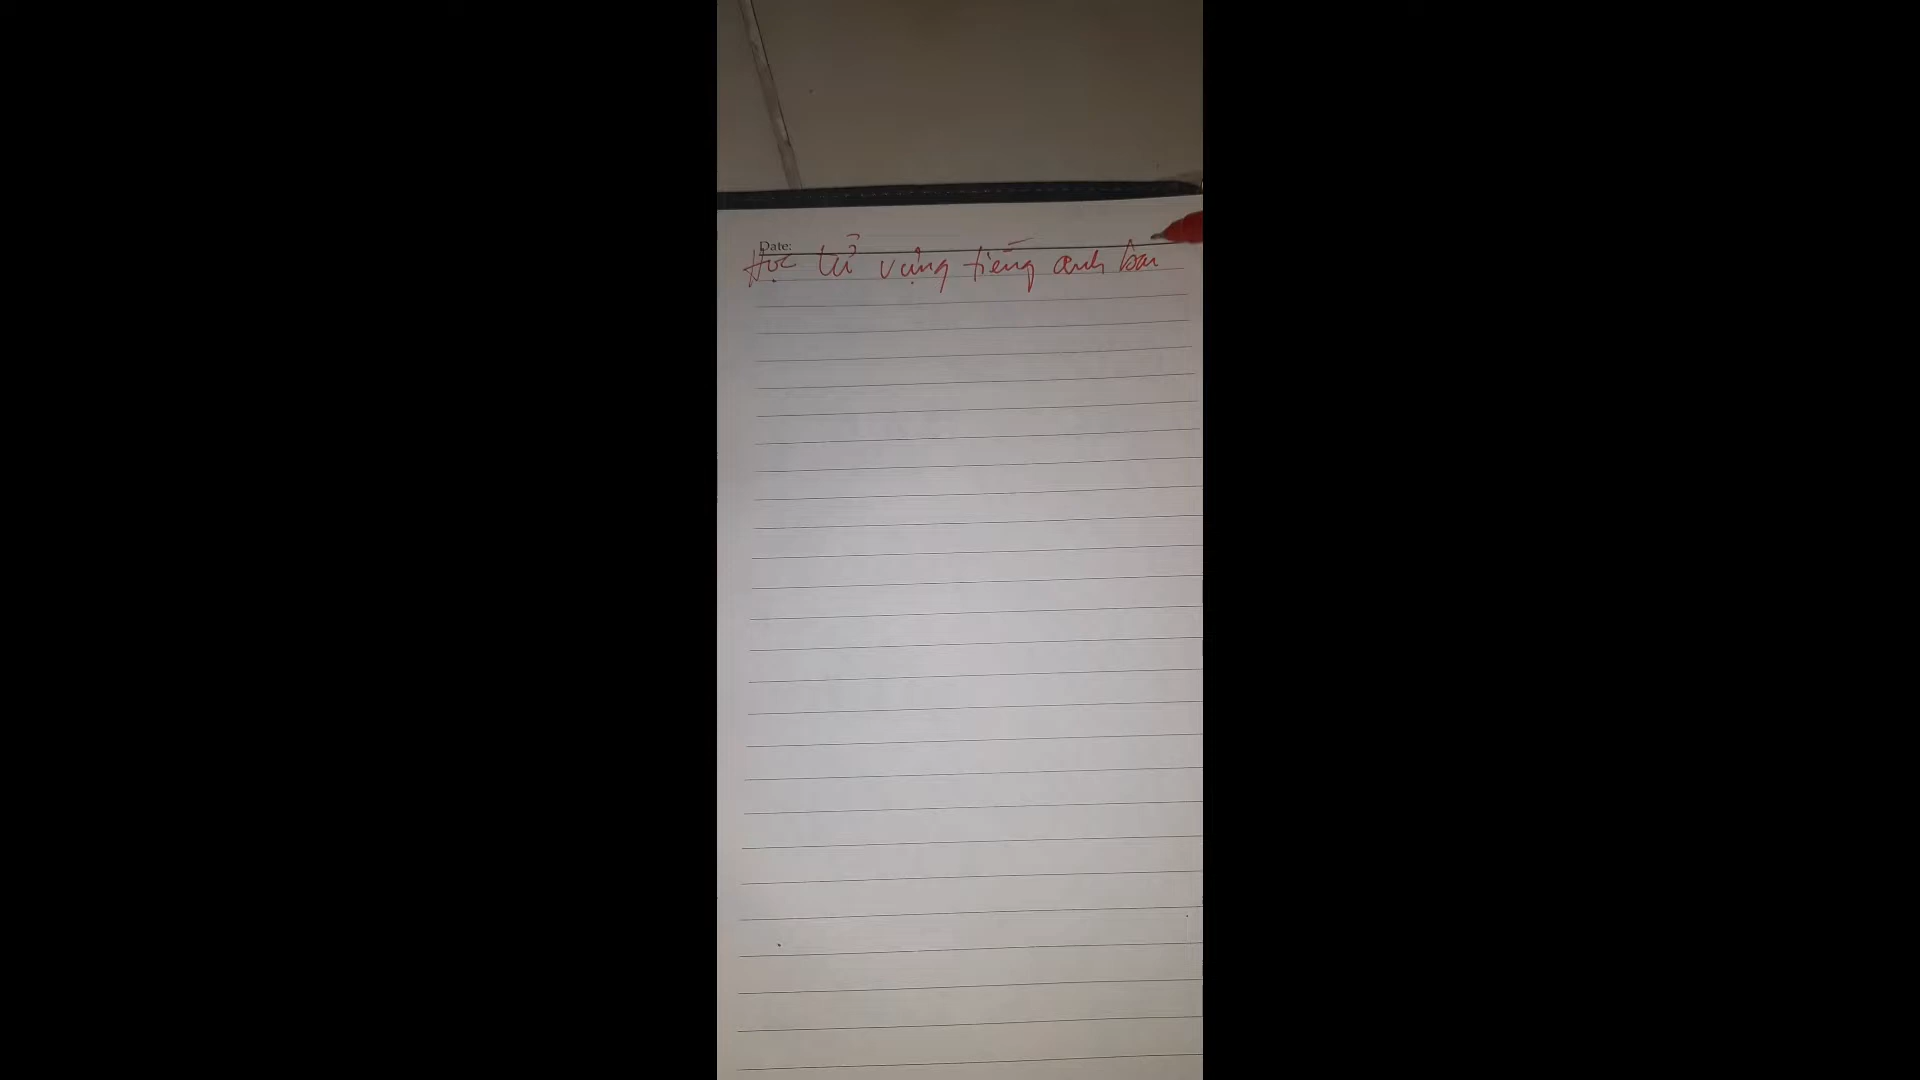 Date:
Học từ vựng tiếng anh